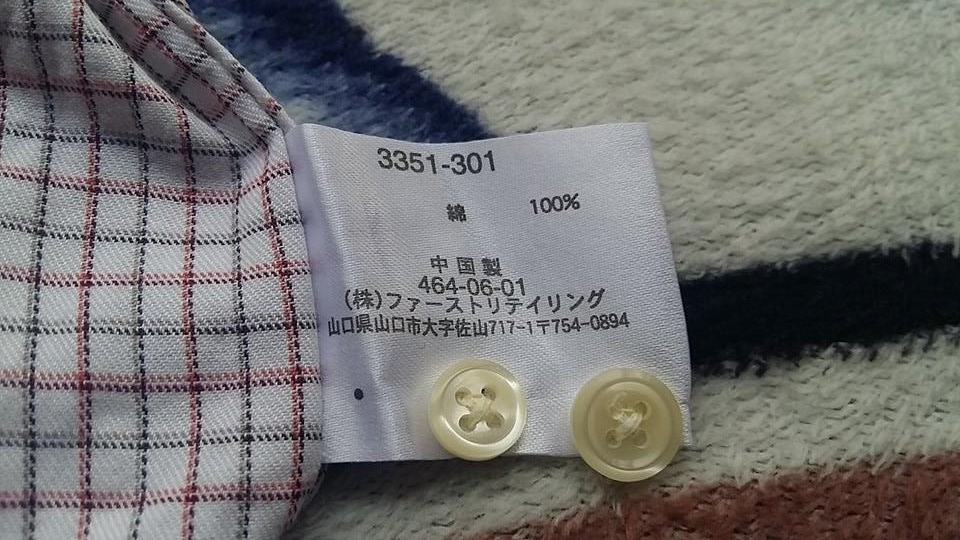 3351-301
綿 100%
中国製
464-06-01
(株)ファーストリテイリング
山口県山口市大字佐山717-1〒754-0894